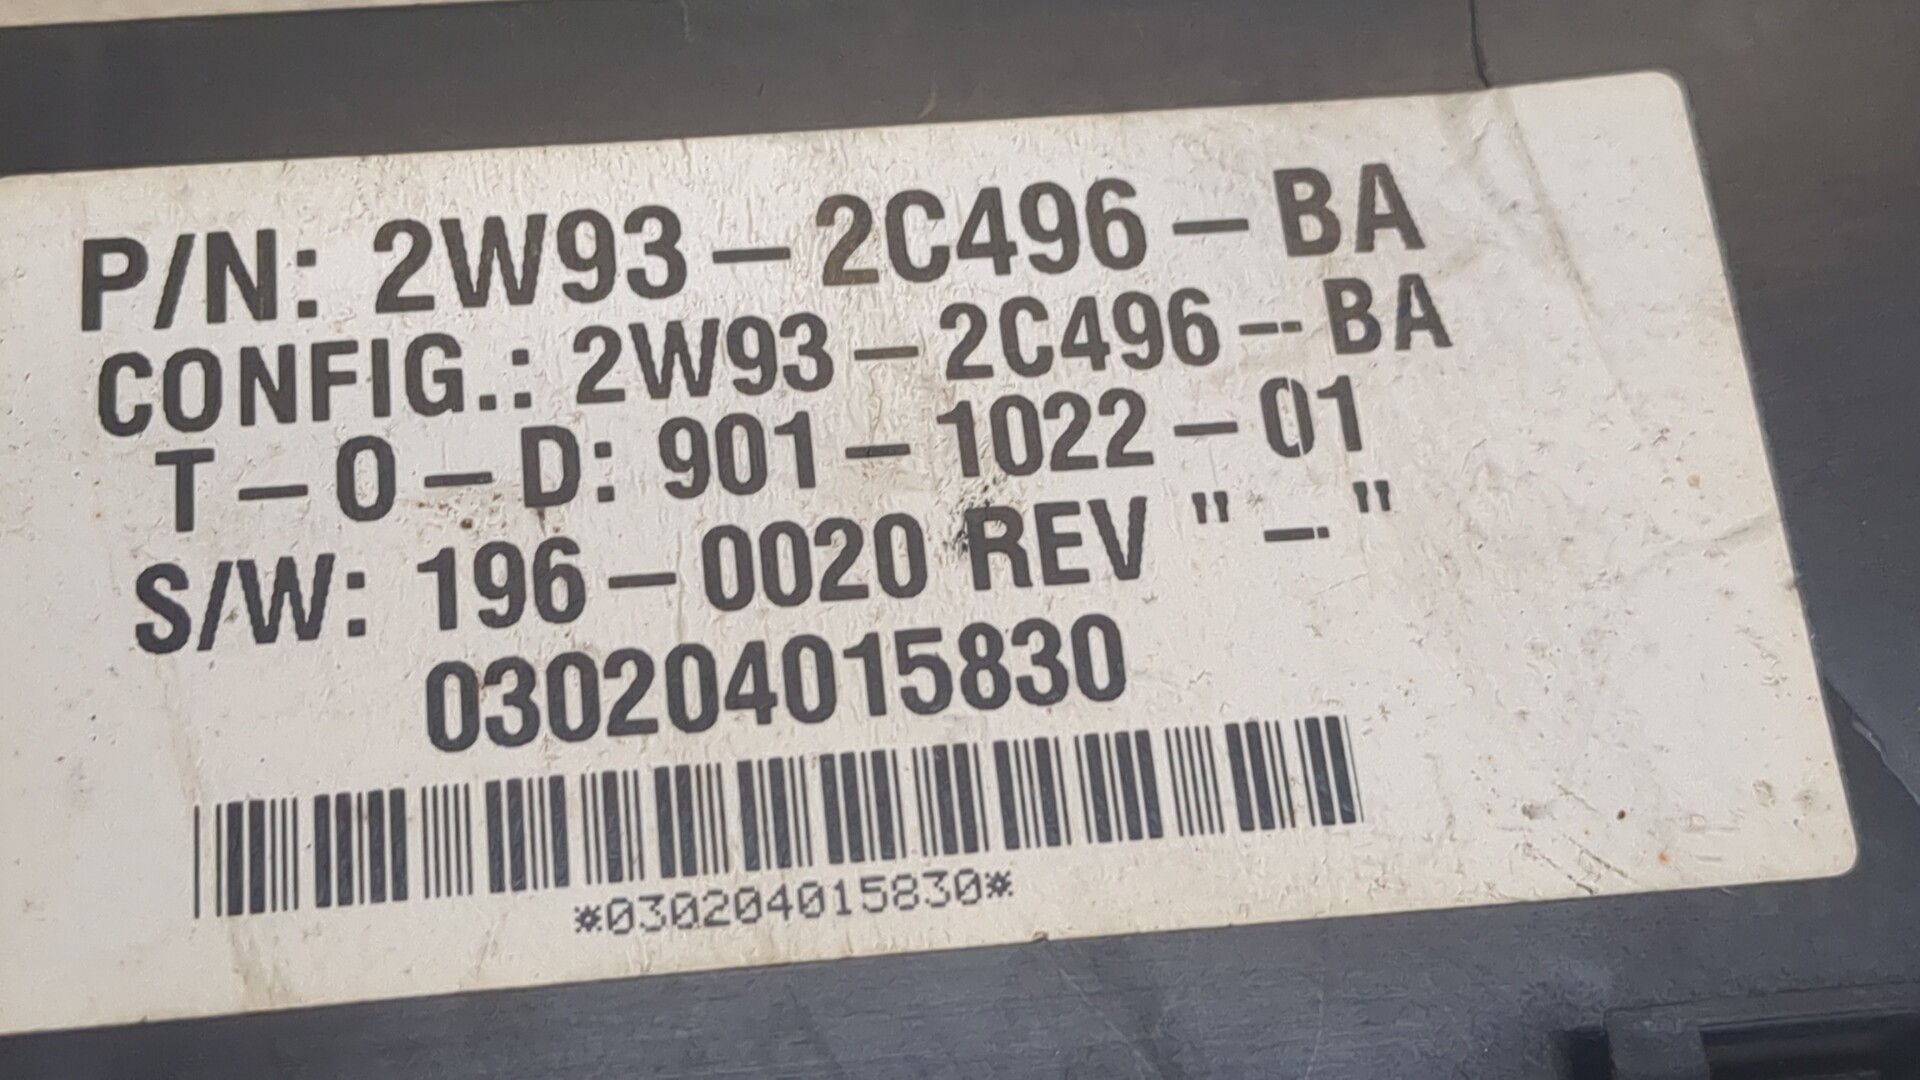 P/N: 2W93-2C496-BA
CONFIG.: 2W93-2C496-BA
T-O-D: 901-1022-01
S/W: 196-0020 REV "-"
030204015830
*030204015830*